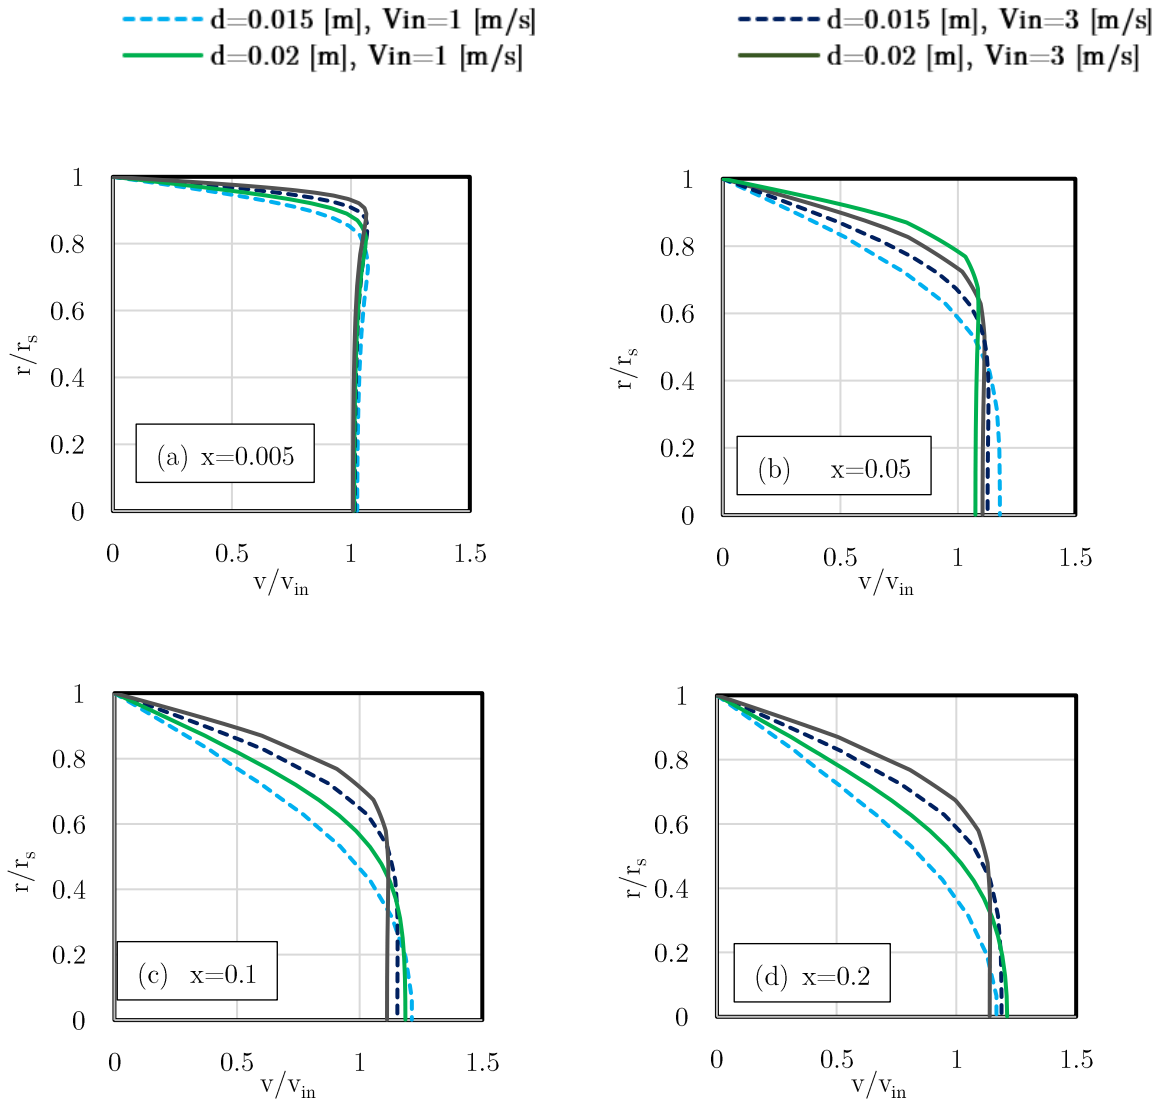 d=0.015 [m], Vin=1 [m/s]
d=0.02 [m], Vin=1 [m/s]
d=0.015 [m], Vin=3 [m/s]
d=0.02 [m], Vin=3 [m/s]
1
0.8
0.6
0.4
0.2
0
r/rs
(a) x=0.005
0 0.5 1 1.5
v/vin
1
0.8
0.6
0.4
0.2
0
r/rs
(b) x=0.05
0 0.5 1 1.5
v/vin
1
0.8
0.6
0.4
0.2
0
r/rs
(c) x=0.1
0 0.5 1 1.5
v/vin
1
0.8
0.6
0.4
0.2
0
r/rs
(d) x=0.2
0 0.5 1 1.5
v/vin